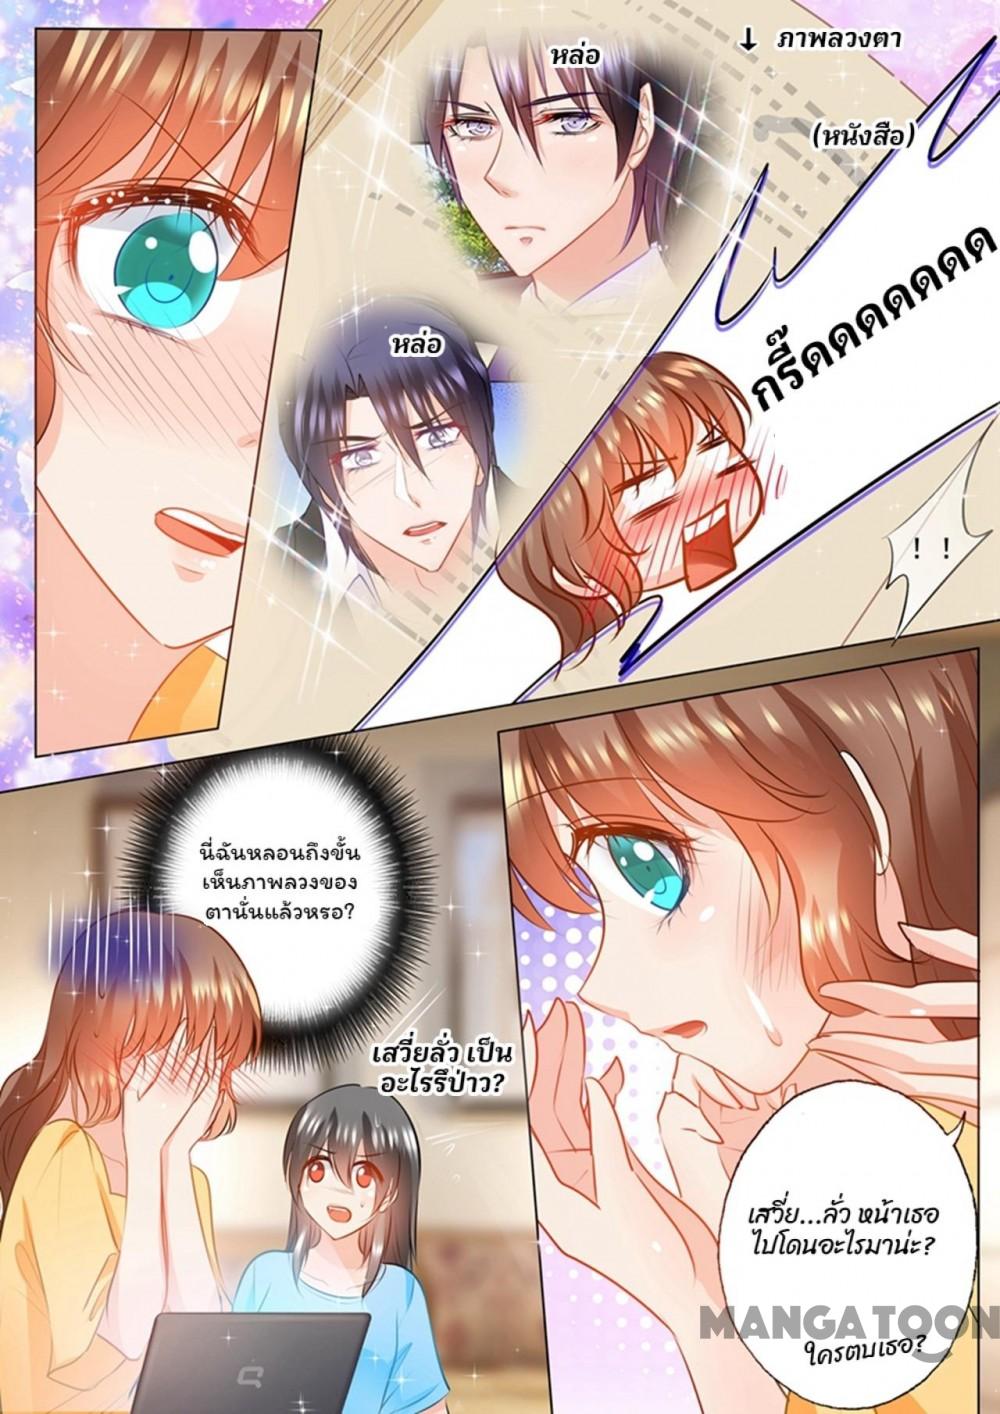 ↓ ภาพลวงตา
หล่อ
(หนังสือ)
หล่อ
กรี๊ดดดดดดดด
! !
นี่ฉันหลอนถึงขั้น
เห็นภาพลวงของ
ตานั่นแล้วหรอ?
เสวี่ยลั่ว เป็น
อะไรรึป่าว?
เสวี่ย...ลั่ว หน้าเธอ
ไปโดนอะไรมาน่ะ?
ใครตบเธอ?
MANGATOON